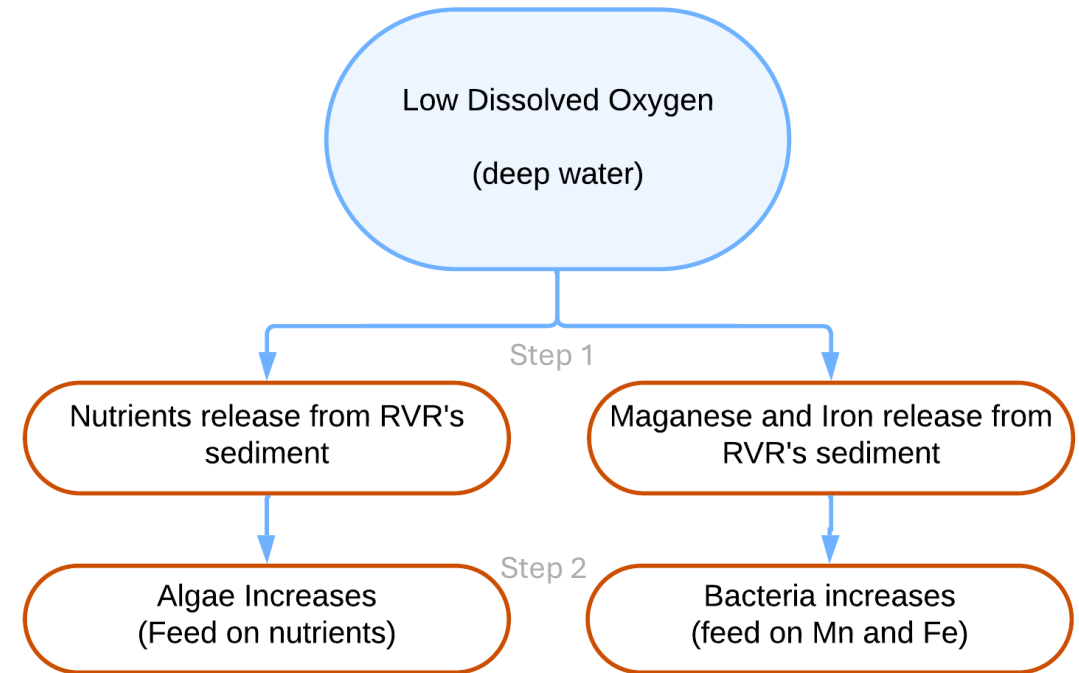 Low Dissolved Oxygen
(deep water)
Step 1
Nutrients release from RVR's
sediment
Maganese and Iron release from
RVR's sediment
Step 2
Algae Increases
(Feed on nutrients)
Bacteria increases
(feed on Mn and Fe)